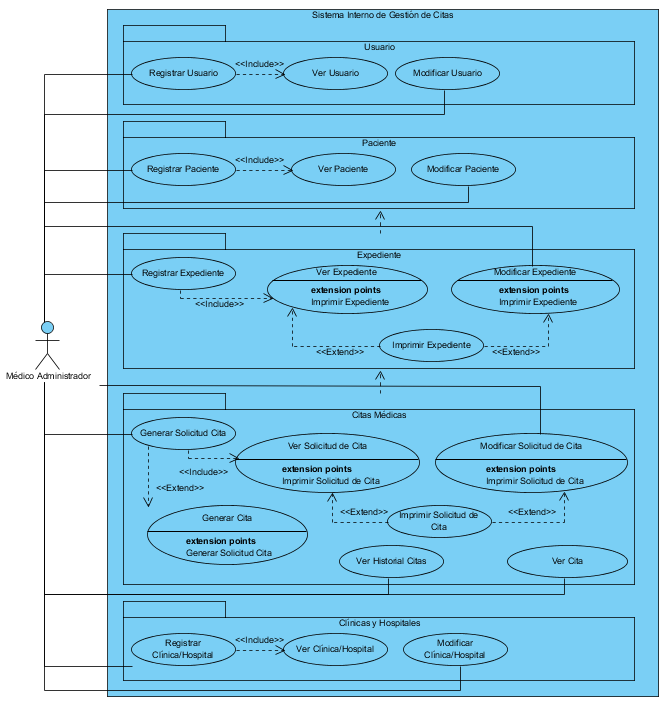 Sistema Interno de Gestión de Citas
Usuario
<<Include>>
Registrar Usuario
Ver Usuario
Modificar Usuario
Paciente
<<Include>>
Registrar Paciente
Ver Paciente
Modificar Paciente
Expediente
Registrar Expediente
Ver Expediente
extension points
Imprimir Expediente
Modificar Expediente
extension points
Imprimir Expediente
<<Include>>
Imprimir Expediente
<<Extend>>
<<Extend>>
Médico Administrador
Citas Médicas
Generar Solicitud Cita
Ver Solicitud de Cita
extension points
Imprimir Solicitud de Cita
Modificar Solicitud de Cita
extension points
Imprimir Solicitud de Cita
<<Include>>
<<Extend>>
Generar Cita
extension points
Generar Solicitud Cita
<<Extend>>
Imprimir Solicitud de
Cita
<<Extend>>
Ver Historial Citas
Ver Cita
Clínicas y Hospitales
<<Include>>
Registrar
Clínica/Hospital
Ver Clínica/Hospital
Modificar
Clínica/Hospital